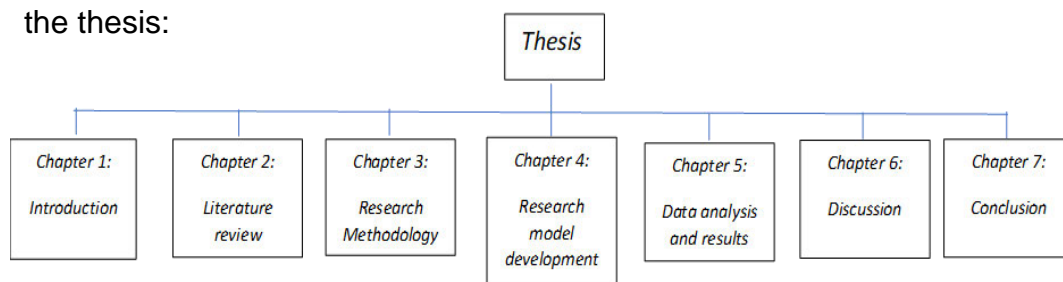 the thesis:
Thesis
Chapter 1:
Introduction
Chapter 2:
Literature
review
Chapter 3:
Research
Methodology
Chapter 4:
Research
model
development
Chapter 5:
Data analysis
and results
Chapter 6:
Discussion
Chapter 7:
Conclusion